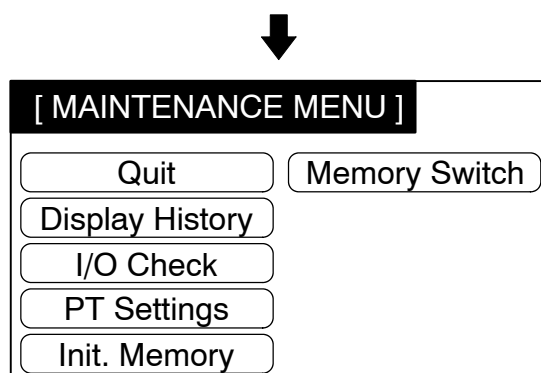 [ MAINTENANCE MENU ]
Quit
Memory Switch
Display History
I/O Check
PT Settings
Init. Memory